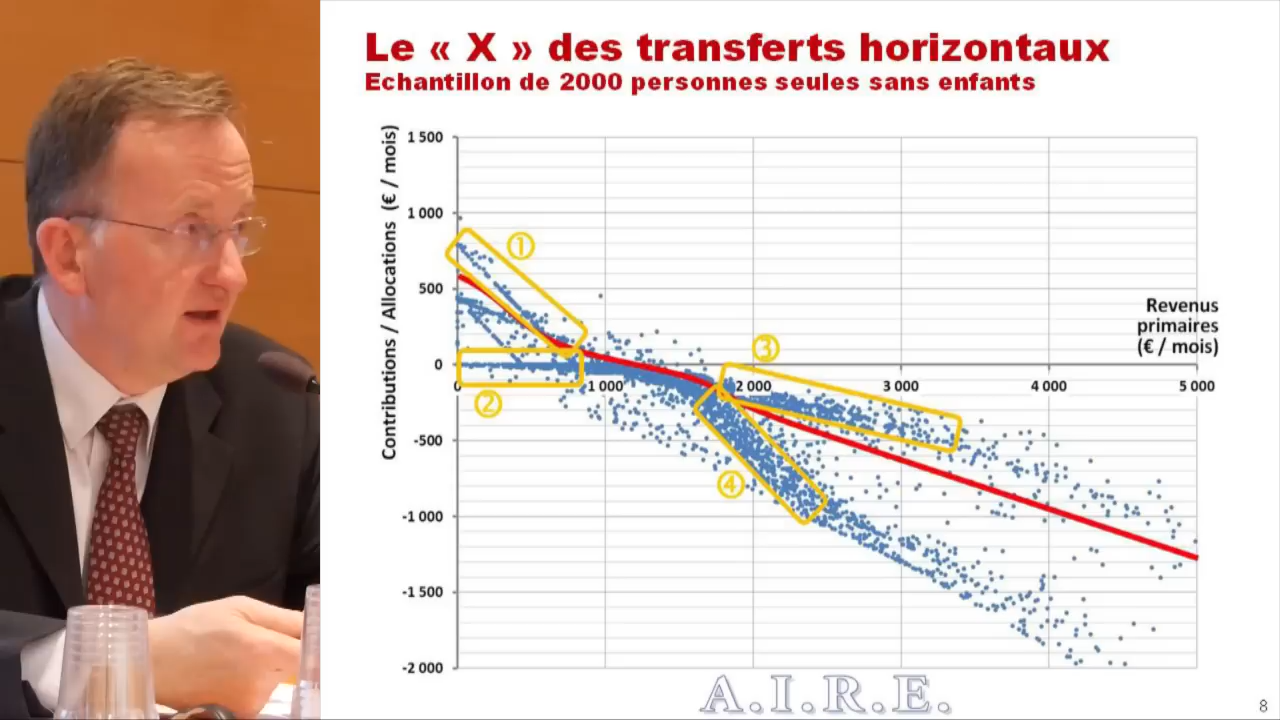 Le « X » des transferts horizontaux
Echantillon de 2000 personnes seules sans enfants
Contributions / Allocations (€ / mois)
1 500
1 000
500
0
-500
-1 000
-1 500
-2 000
①
②
③
④
Revenus
primaires
(€ / mois)
0
1 000
2 000
3 000
4 000
5 000
A.I.R.E.
8